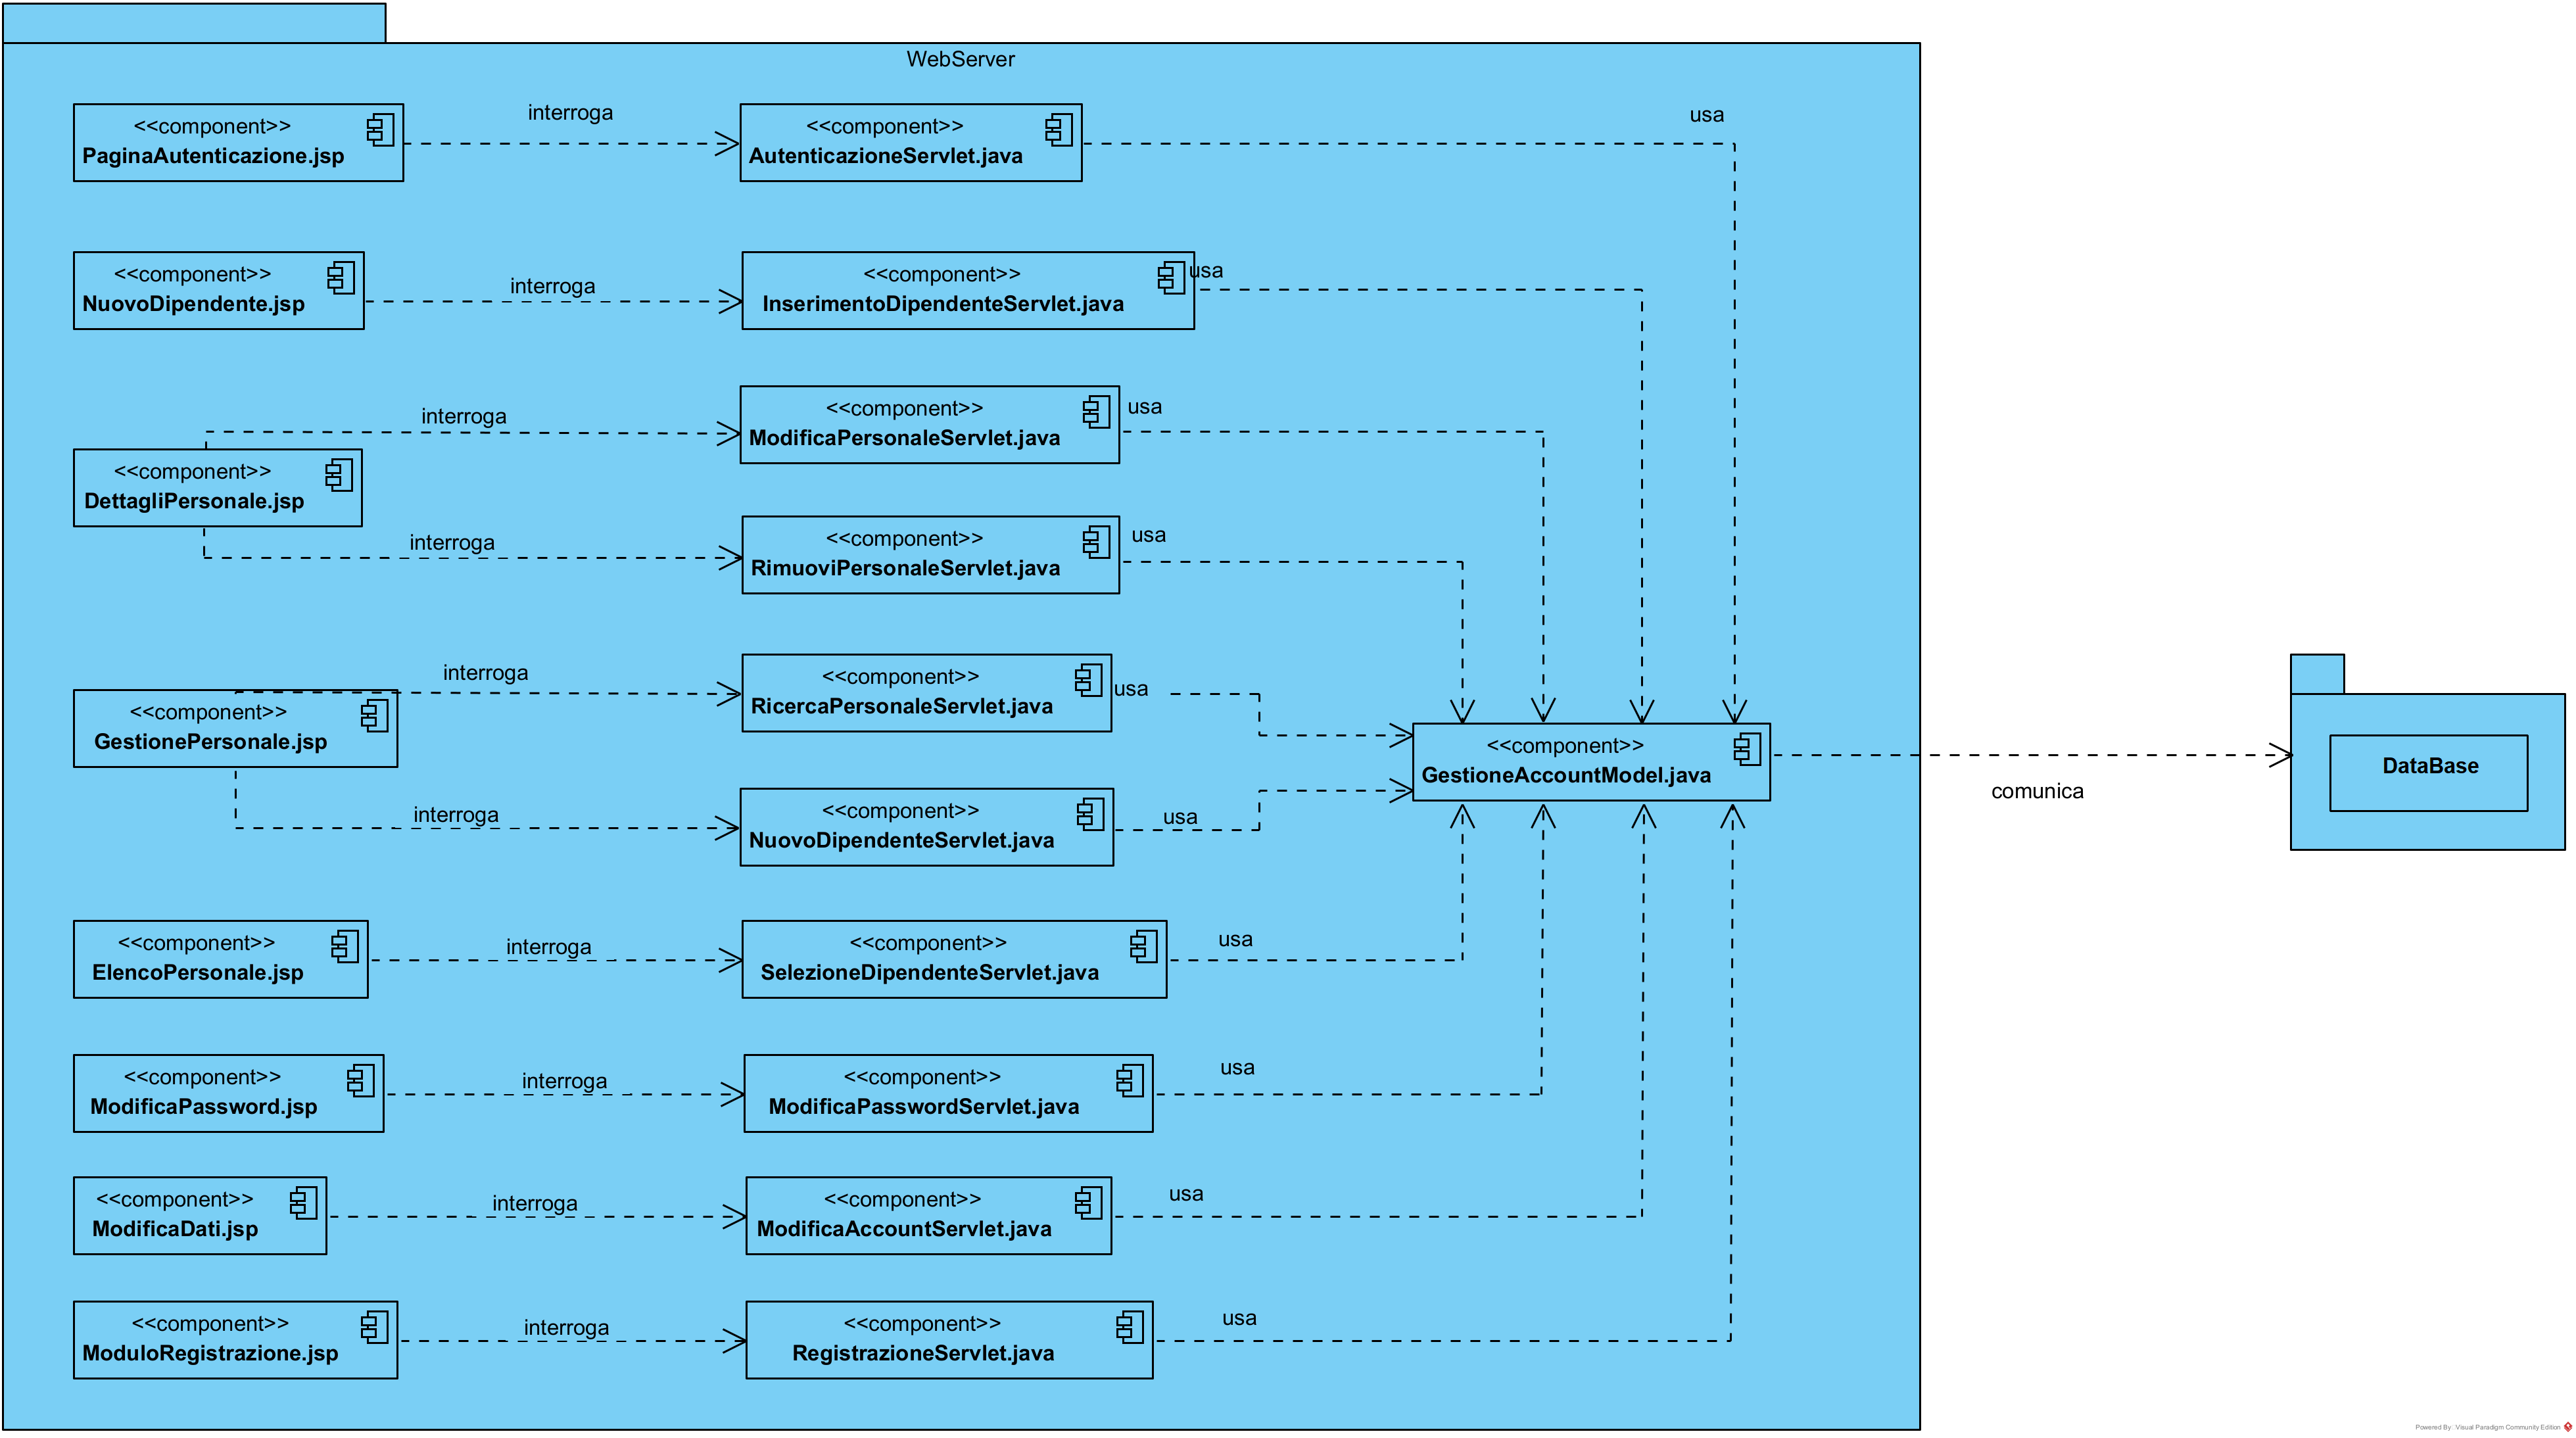 WebServer
<<component>>
PaginaAutenticazione.jsp
interroga
<<component>>
AutenticazioneServlet.java
usa
<<component>>
NuovoDipendente.jsp
interroga
<<component>>
InserimentoDipendenteServlet.java
usa
<<component>>
DettagliPersonale.jsp
interroga
<<component>>
ModificaPersonaleServlet.java
usa
interroga
<<component>>
RimuoviPersonaleServlet.java
usa
<<component>>
GestionePersonale.jsp
interroga
<<component>>
RicercaPersonaleServlet.java
usa
interroga
<<component>>
NuovoDipendenteServlet.java
usa
<<component>>
GestioneAccountModel.java
comunica
DataBase
<<component>>
ElencoPersonale.jsp
interroga
<<component>>
SelezioneDipendenteServlet.java
usa
<<component>>
ModificaPassword.jsp
interroga
<<component>>
ModificaPasswordServlet.java
usa
<<component>>
ModificaDati.jsp
interroga
<<component>>
ModificaAccountServlet.java
usa
<<component>>
ModuloRegistrazione.jsp
interroga
<<component>>
RegistrazioneServlet.java
usa
Powered By: Visual Paradigm Community Edition